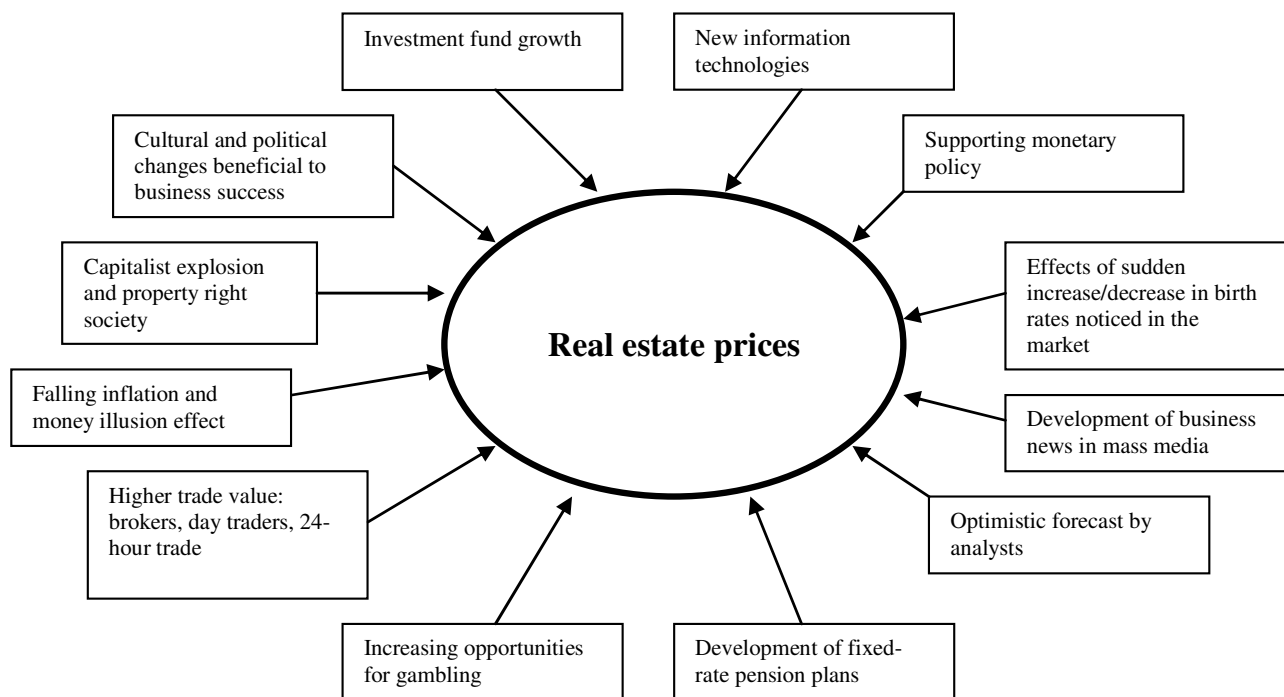 Investment fund growth
New information
technologies
Cultural and political
changes beneficial to
business success
Supporting monetary
policy
Capitalist explosion
and property right
society
Effects of sudden
increase/decrease in birth
rates noticed in the
market
Real estate prices
Falling inflation and
money illusion effect
Development of business
news in mass media
Higher trade value:
brokers, day traders, 24-
hour trade
Optimistic forecast by
analysts
Increasing opportunities
for gambling
Development of fixed-
rate pension plans